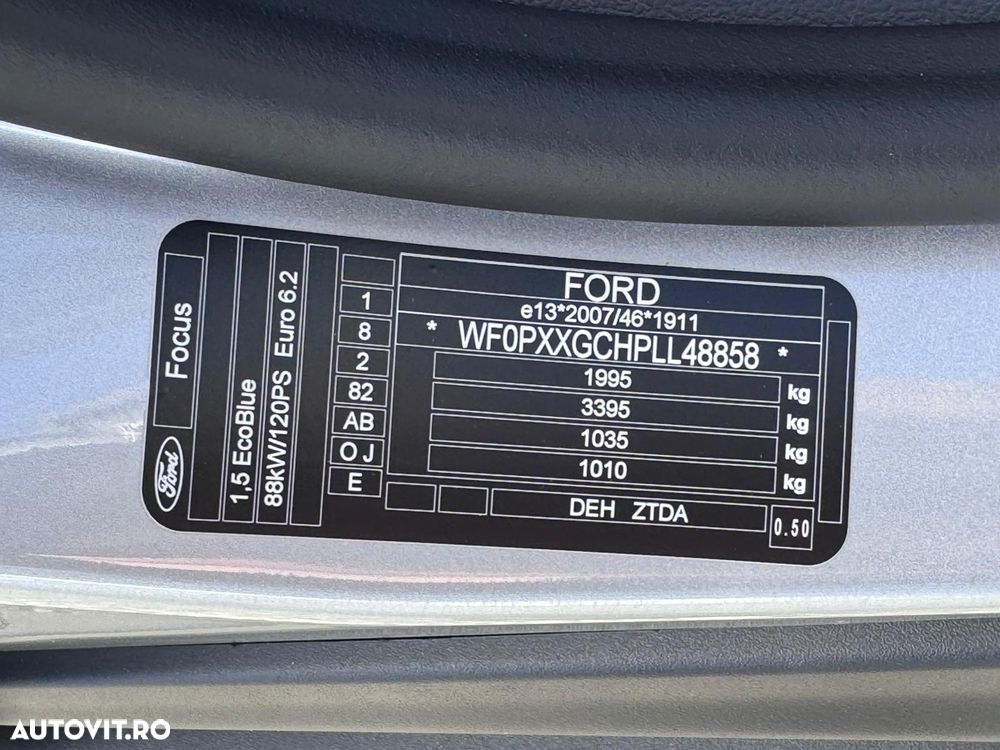 Focus
Ford
1,5 EcoBlue
88kW/120PS Euro 6.2
1
8
2
82
AB
O J
E
FORD
e13*2007/46*1911
* WF0PXXGCHPLL48858 *
1995 kg
3395 kg
1035 kg
1010 kg
DEH ZTDA
0.50
AUTOVIT.RO